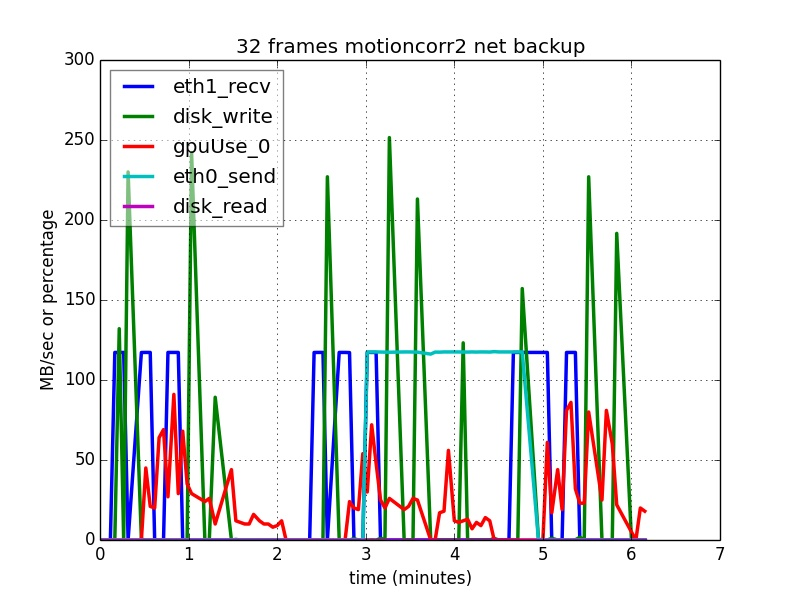 32 frames motioncorr2 net backup
300
250
200
150
100
50
0
MB/sec or percentage
eth1_recv
disk_write
gpuUse_0
eth0_send
disk_read
0 1 2 3 4 5 6 7
time (minutes)